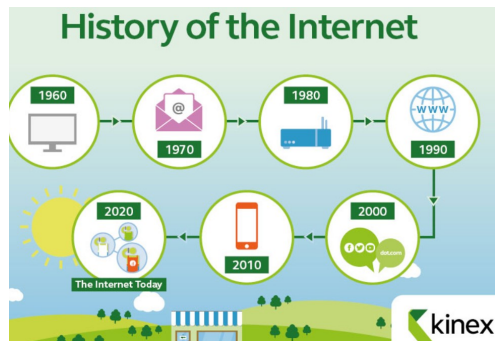 History of the Internet
1960
@
1970
1980
WWW
1990
2000
2010
2020
The Internet Today
kinex